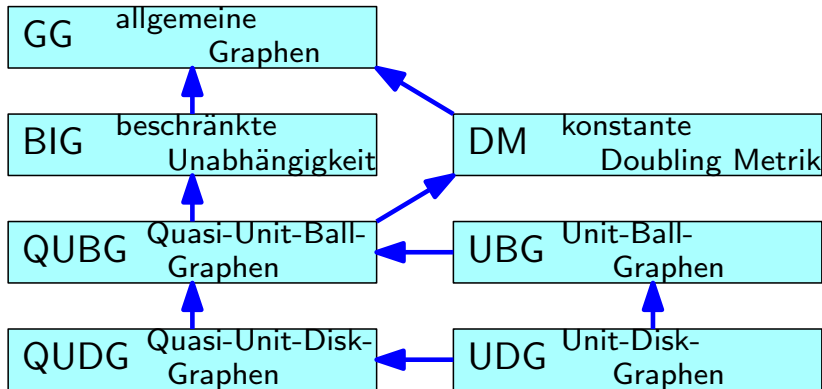 GG allgemeine
Graphen
BIG beschränkte
Unabhängigkeit
DM konstante
Doubling Metrik
QUBG Quasi-Unit-Ball-
Graphen
UBG Unit-Ball-
Graphen
QUDG Quasi-Unit-Disk-
Graphen
UDG Unit-Disk-
Graphen